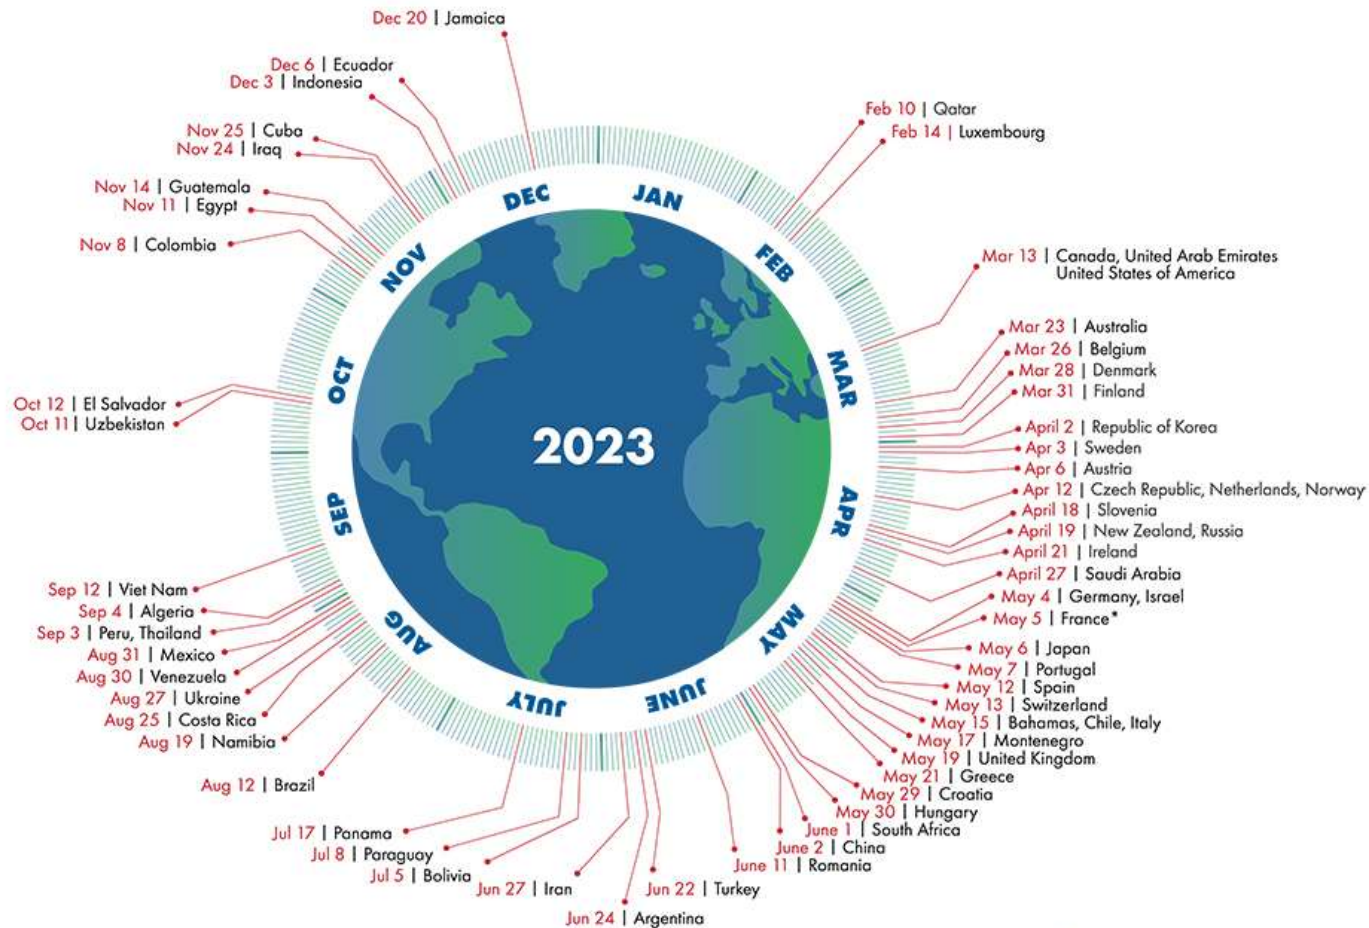 Dec 20 | Jamaica
Dec 6 | Ecuador
Dec 3 | Indonesia
Nov 25 | Cuba
Nov 24 | Iraq
Nov 14 | Guatemala
Nov 11 | Egypt
Nov 8 | Colombia
Oct 12 | El Salvador
Oct 11 | Uzbekistan
Sep 12 | Viet Nam
Sep 4 | Algeria
Sep 3 | Peru, Thailand
Aug 31 | Mexico
Aug 30 | Venezuela
Aug 27 | Ukraine
Aug 25 | Costa Rica
Aug 19 | Namibia
Aug 12 | Brazil
Jul 17 | Panama
Jul 8 | Paraguay
Jul 5 | Bolivia
Jun 27 | Iran
Jun 24 | Argentina
Jun 22 | Turkey
Feb 10 | Qatar
Feb 14 | Luxembourg
Mar 13 | Canada, United Arab Emirates
United States of America
Mar 23 | Australia
Mar 26 | Belgium
Mar 28 | Denmark
Mar 31 | Finland
April 2 | Republic of Korea
Apr 3 | Sweden
Apr 6 | Austria
Apr 12 | Czech Republic, Netherlands, Norway
April 18 | Slovenia
April 19 | New Zealand, Russia
April 21 | Ireland
April 27 | Saudi Arabia
May 4 | Germany, Israel
May 5 | France*
May 6 | Japan
May 7 | Portugal
May 12 | Spain
May 13 | Switzerland
May 15 | Bahamas, Chile, Italy
May 17 | Montenegro
May 19 | United Kingdom
May 21 | Greece
May 29 | Croatia
May 30 | Hungary
June 1 | South Africa
June 2 | China
June 11 | Romania
JAN
FEB
MAR
APR
MAY
JUNE
JULY
AUG
SEP
OCT
NOV
DEC
2023